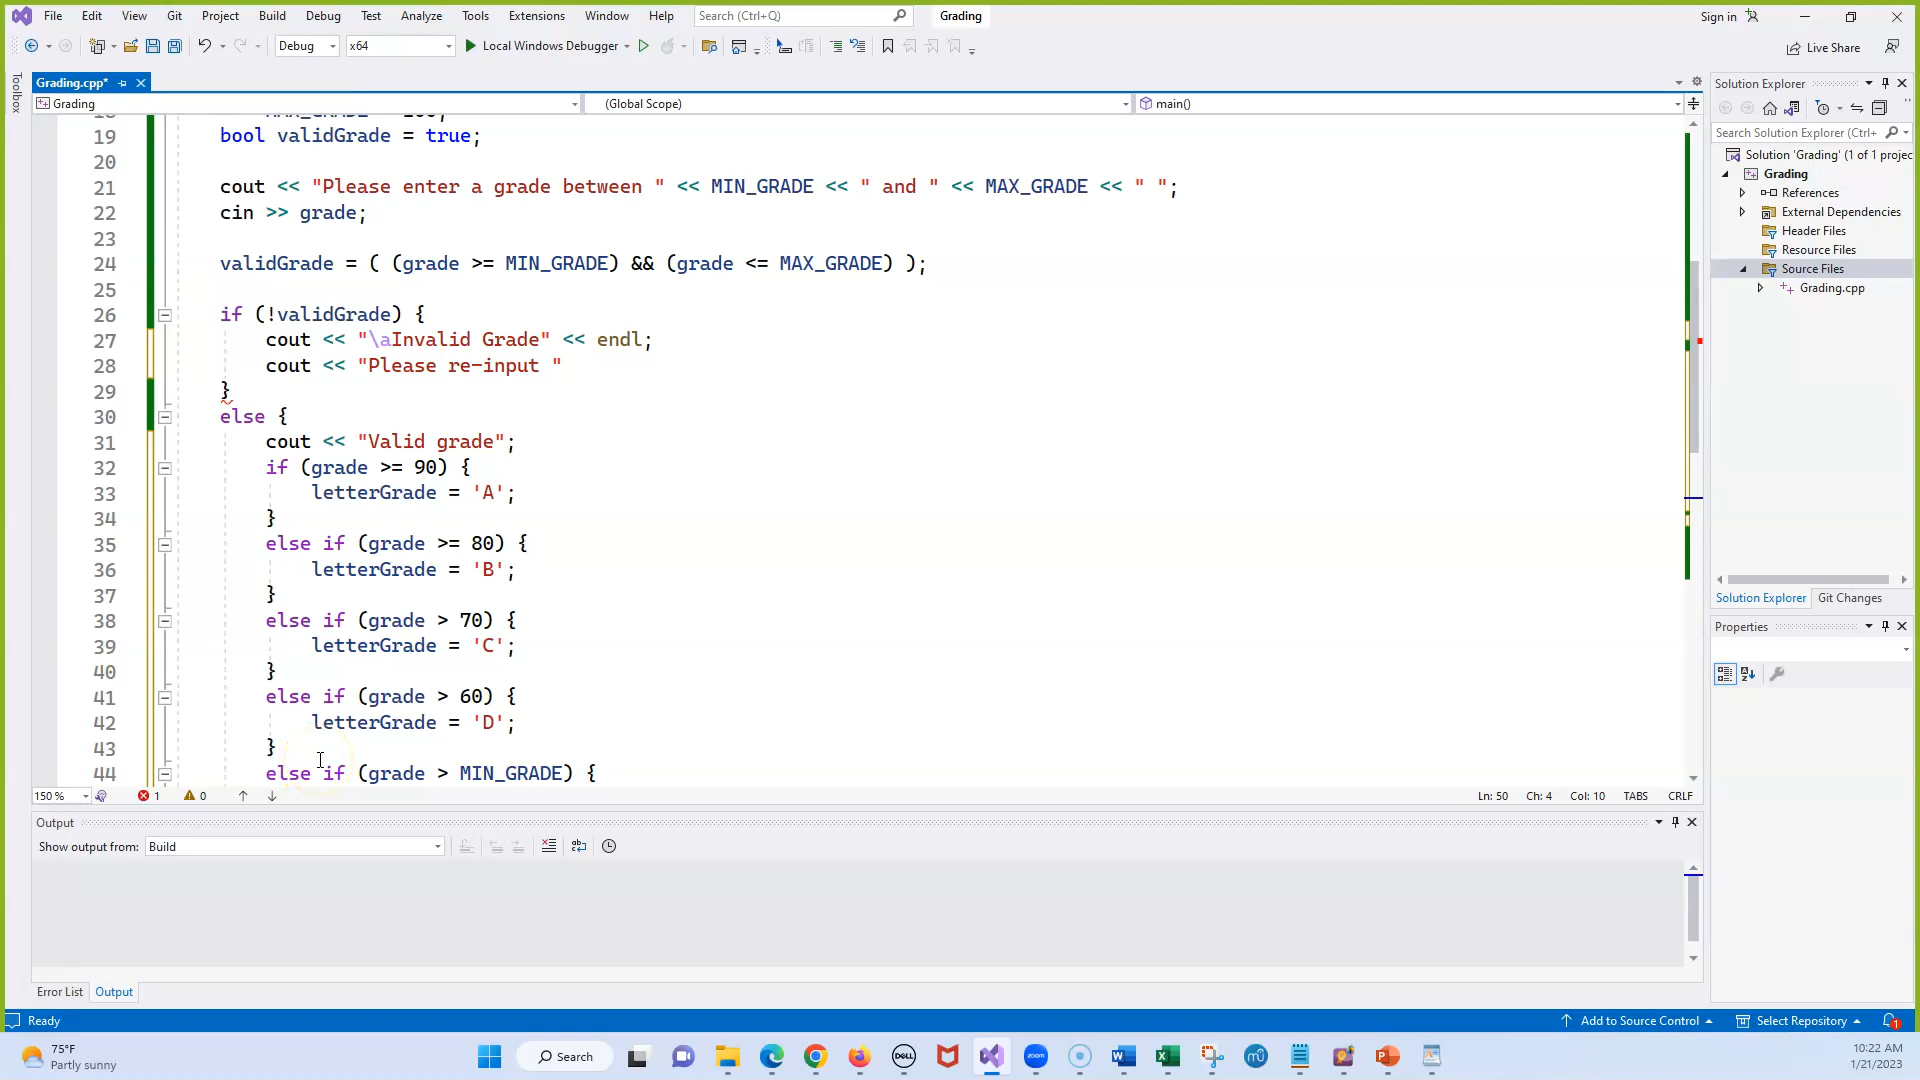 File Edit View Git Project Build Debug Test Analyze Tools Extensions Window Help Search (Ctrl+Q) Grading Sign in
Debug x64 Local Windows Debugger Live Share
Toolbox
Grading.cpp*
Grading (Global Scope) main()
19 bool validGrade = true;
20
21 cout << "Please enter a grade between " << MIN_GRADE << " and " << MAX_GRADE << " ";
22 cin >> grade;
23
24 validGrade = ( (grade >= MIN_GRADE) && (grade <= MAX_GRADE) );
25
26 if (!validGrade) {
27 cout << "\aInvalid Grade" << endl;
28 cout << "Please re-input "
29 }
30 else {
31 cout << "Valid grade";
32 if (grade >= 90) {
33 letterGrade = 'A';
34 }
35 else if (grade >= 80) {
36 letterGrade = 'B';
37 }
38 else if (grade > 70) {
39 letterGrade = 'C';
40 }
41 else if (grade > 60) {
42 letterGrade = 'D';
43 }
44 else if (grade > MIN_GRADE) {
150 % 1 0 Ln: 50 Ch: 4 Col: 10 TABS CRLF
Output
Show output from: Build
Error List Output
Solution Explorer
Search Solution Explorer (Ctrl+
Solution 'Grading' (1 of 1 projec
Grading
References
External Dependencies
Header Files
Resource Files
Source Files
Grading.cpp
Solution Explorer Git Changes
Properties
Ready Add to Source Control Select Repository 1
75°F
Partly sunny
Search
DELL
zoom
10:22 AM
1/21/2023